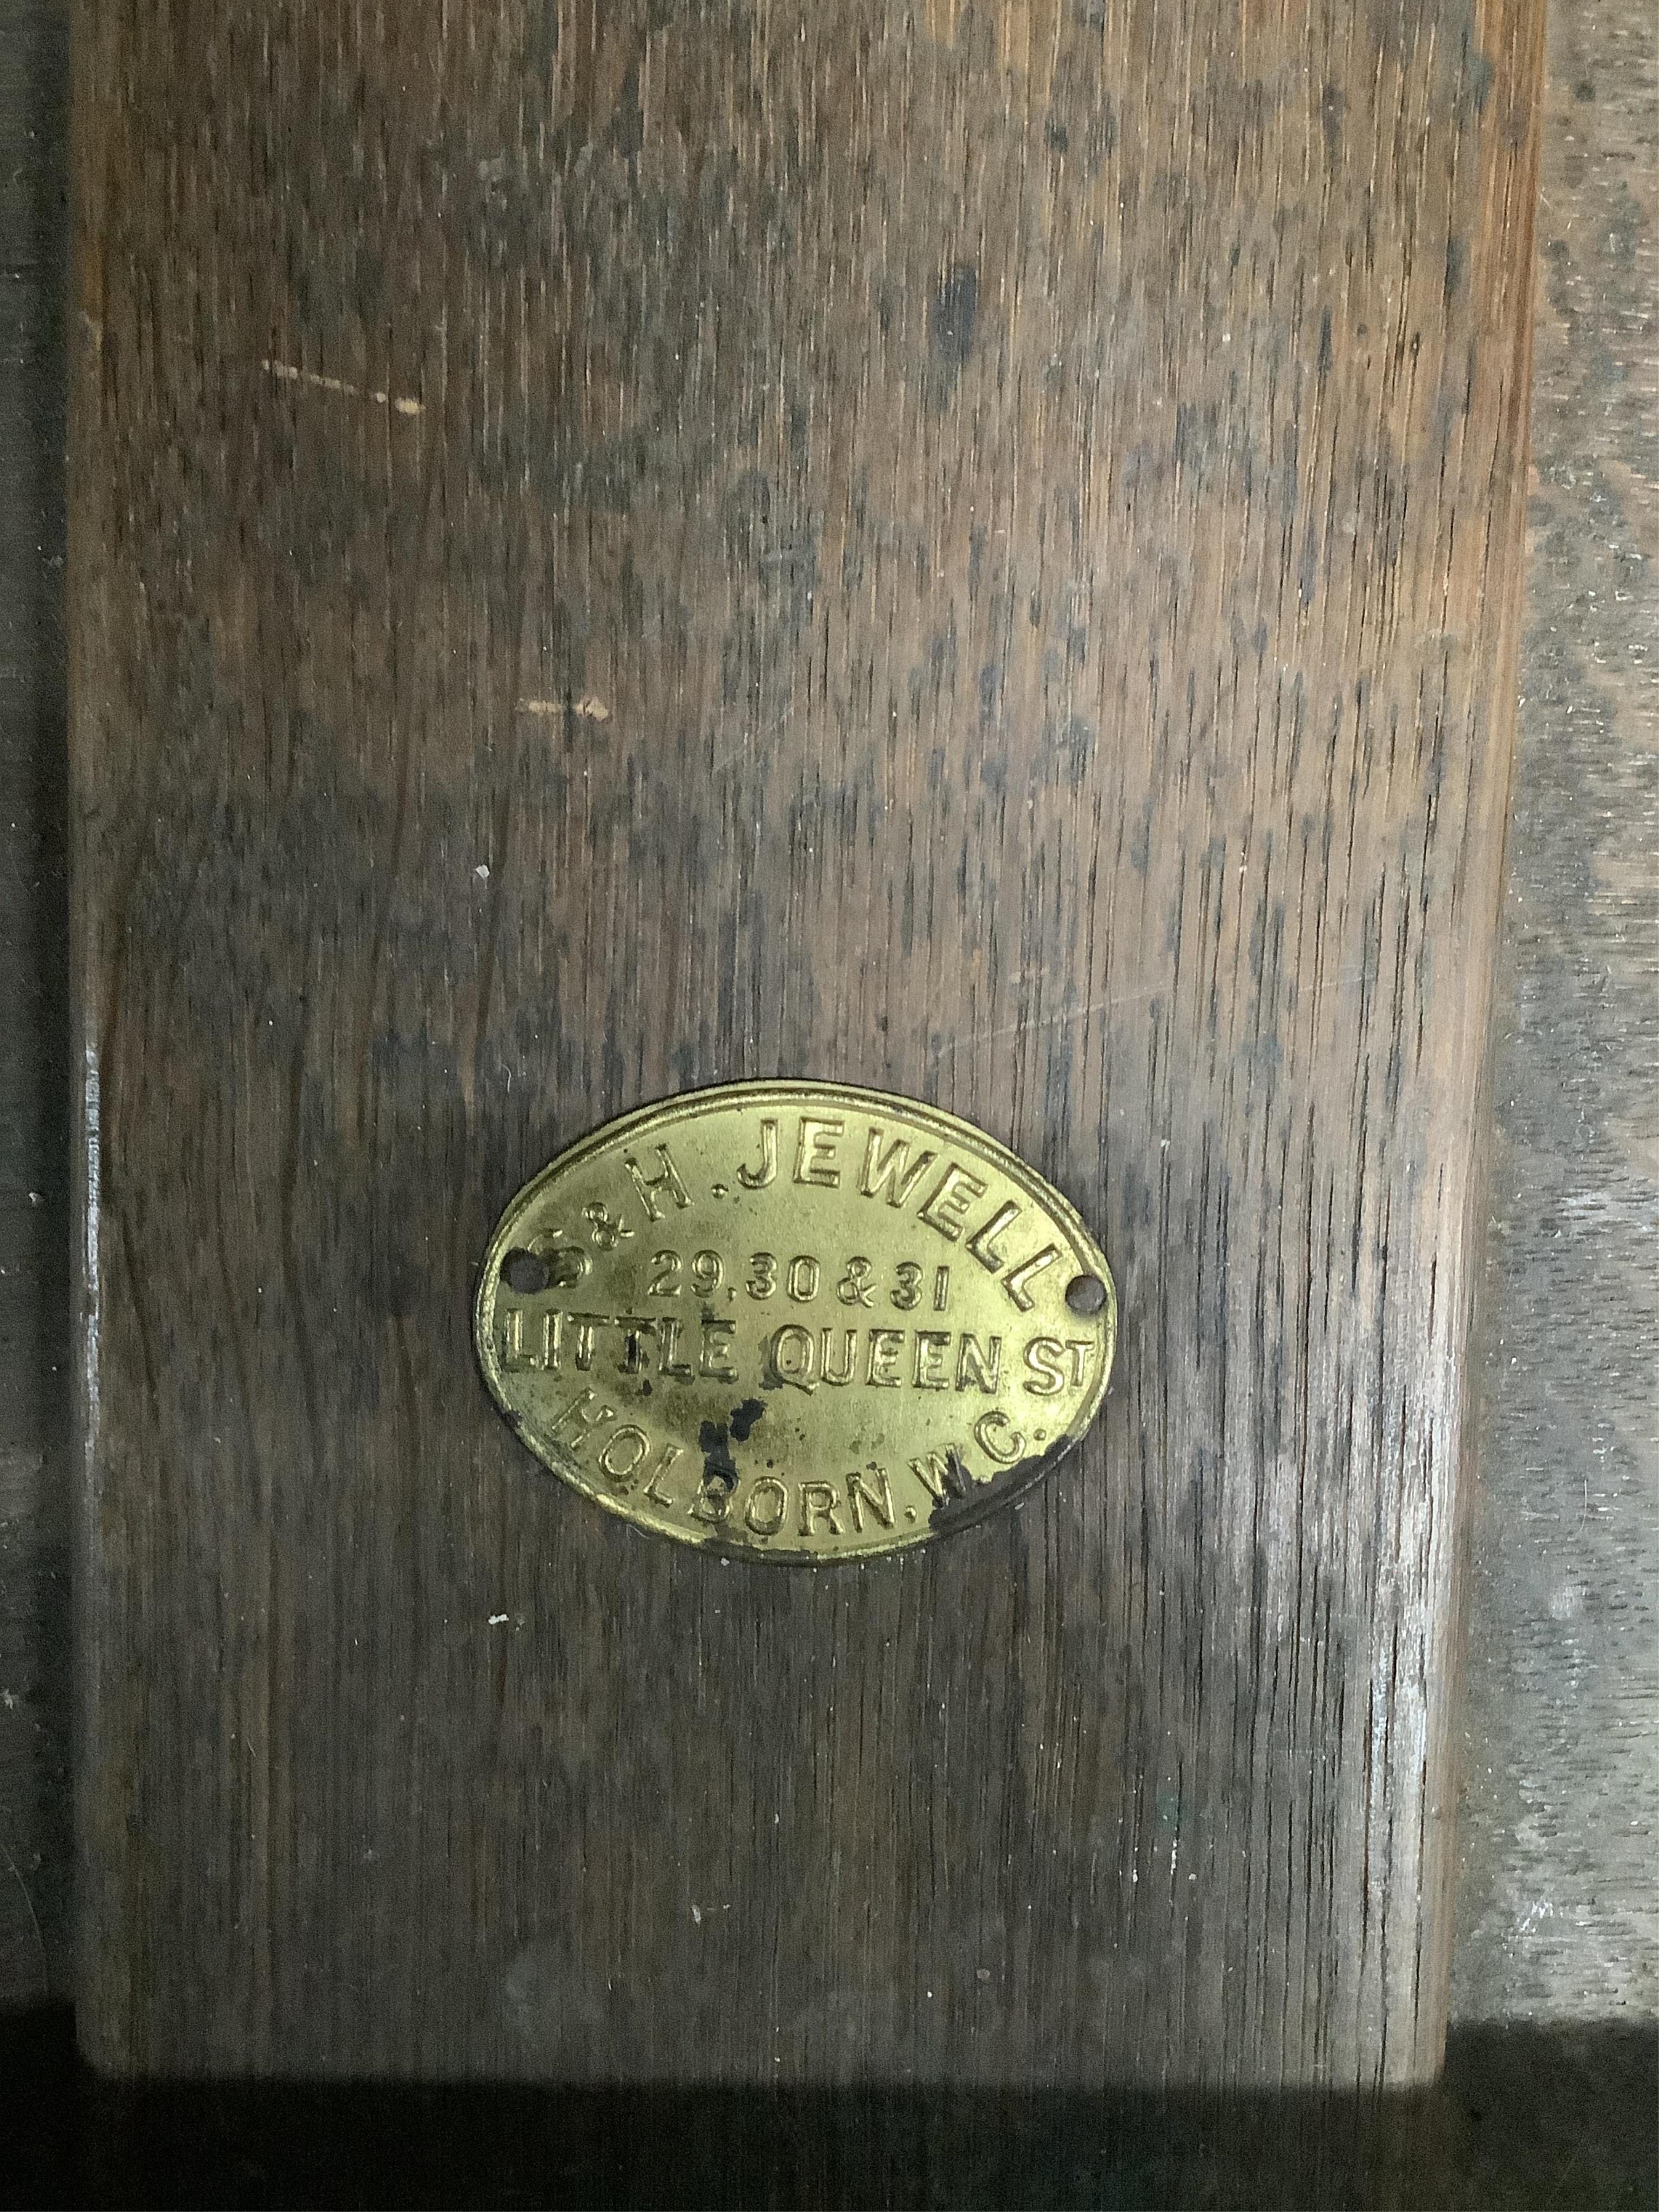 S & H. JEWELL
29,30 & 31
LITTLE QUEEN ST
HOLBORN, W.C.